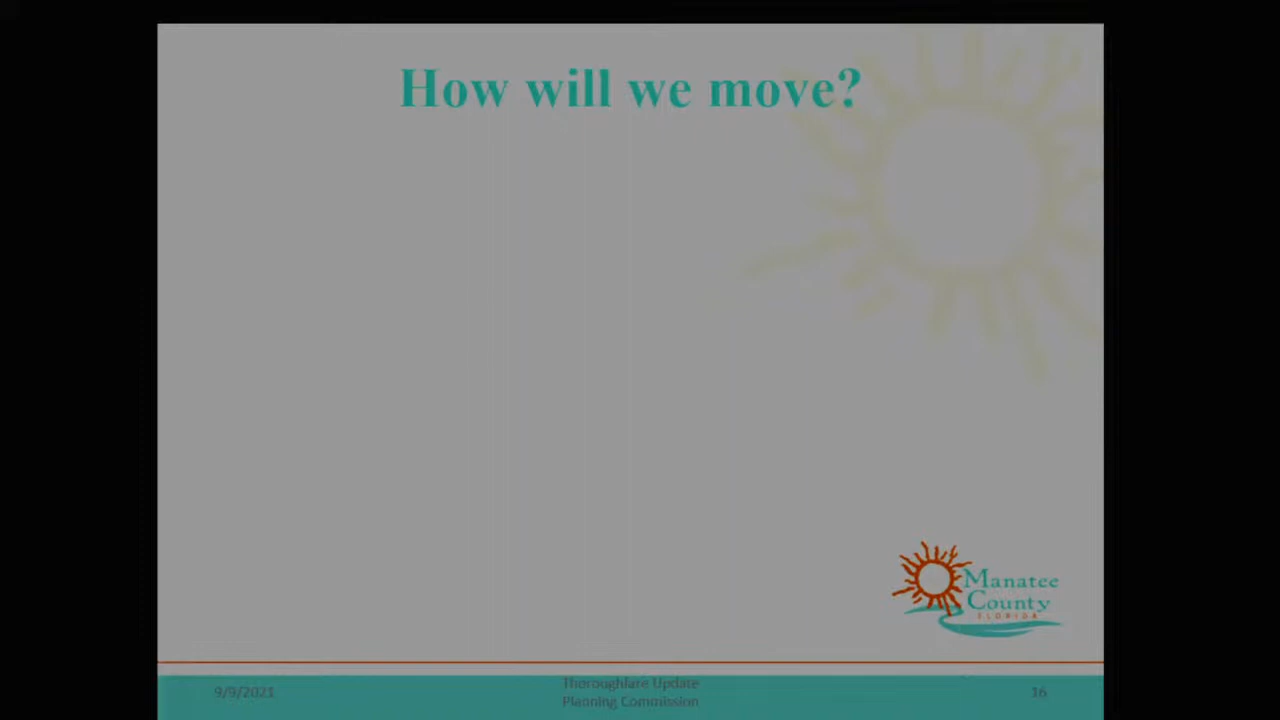 How will we move?
Manatee
County
FLORIDA
9/9/2021
Thoroughfare Update
Planning Commission
16